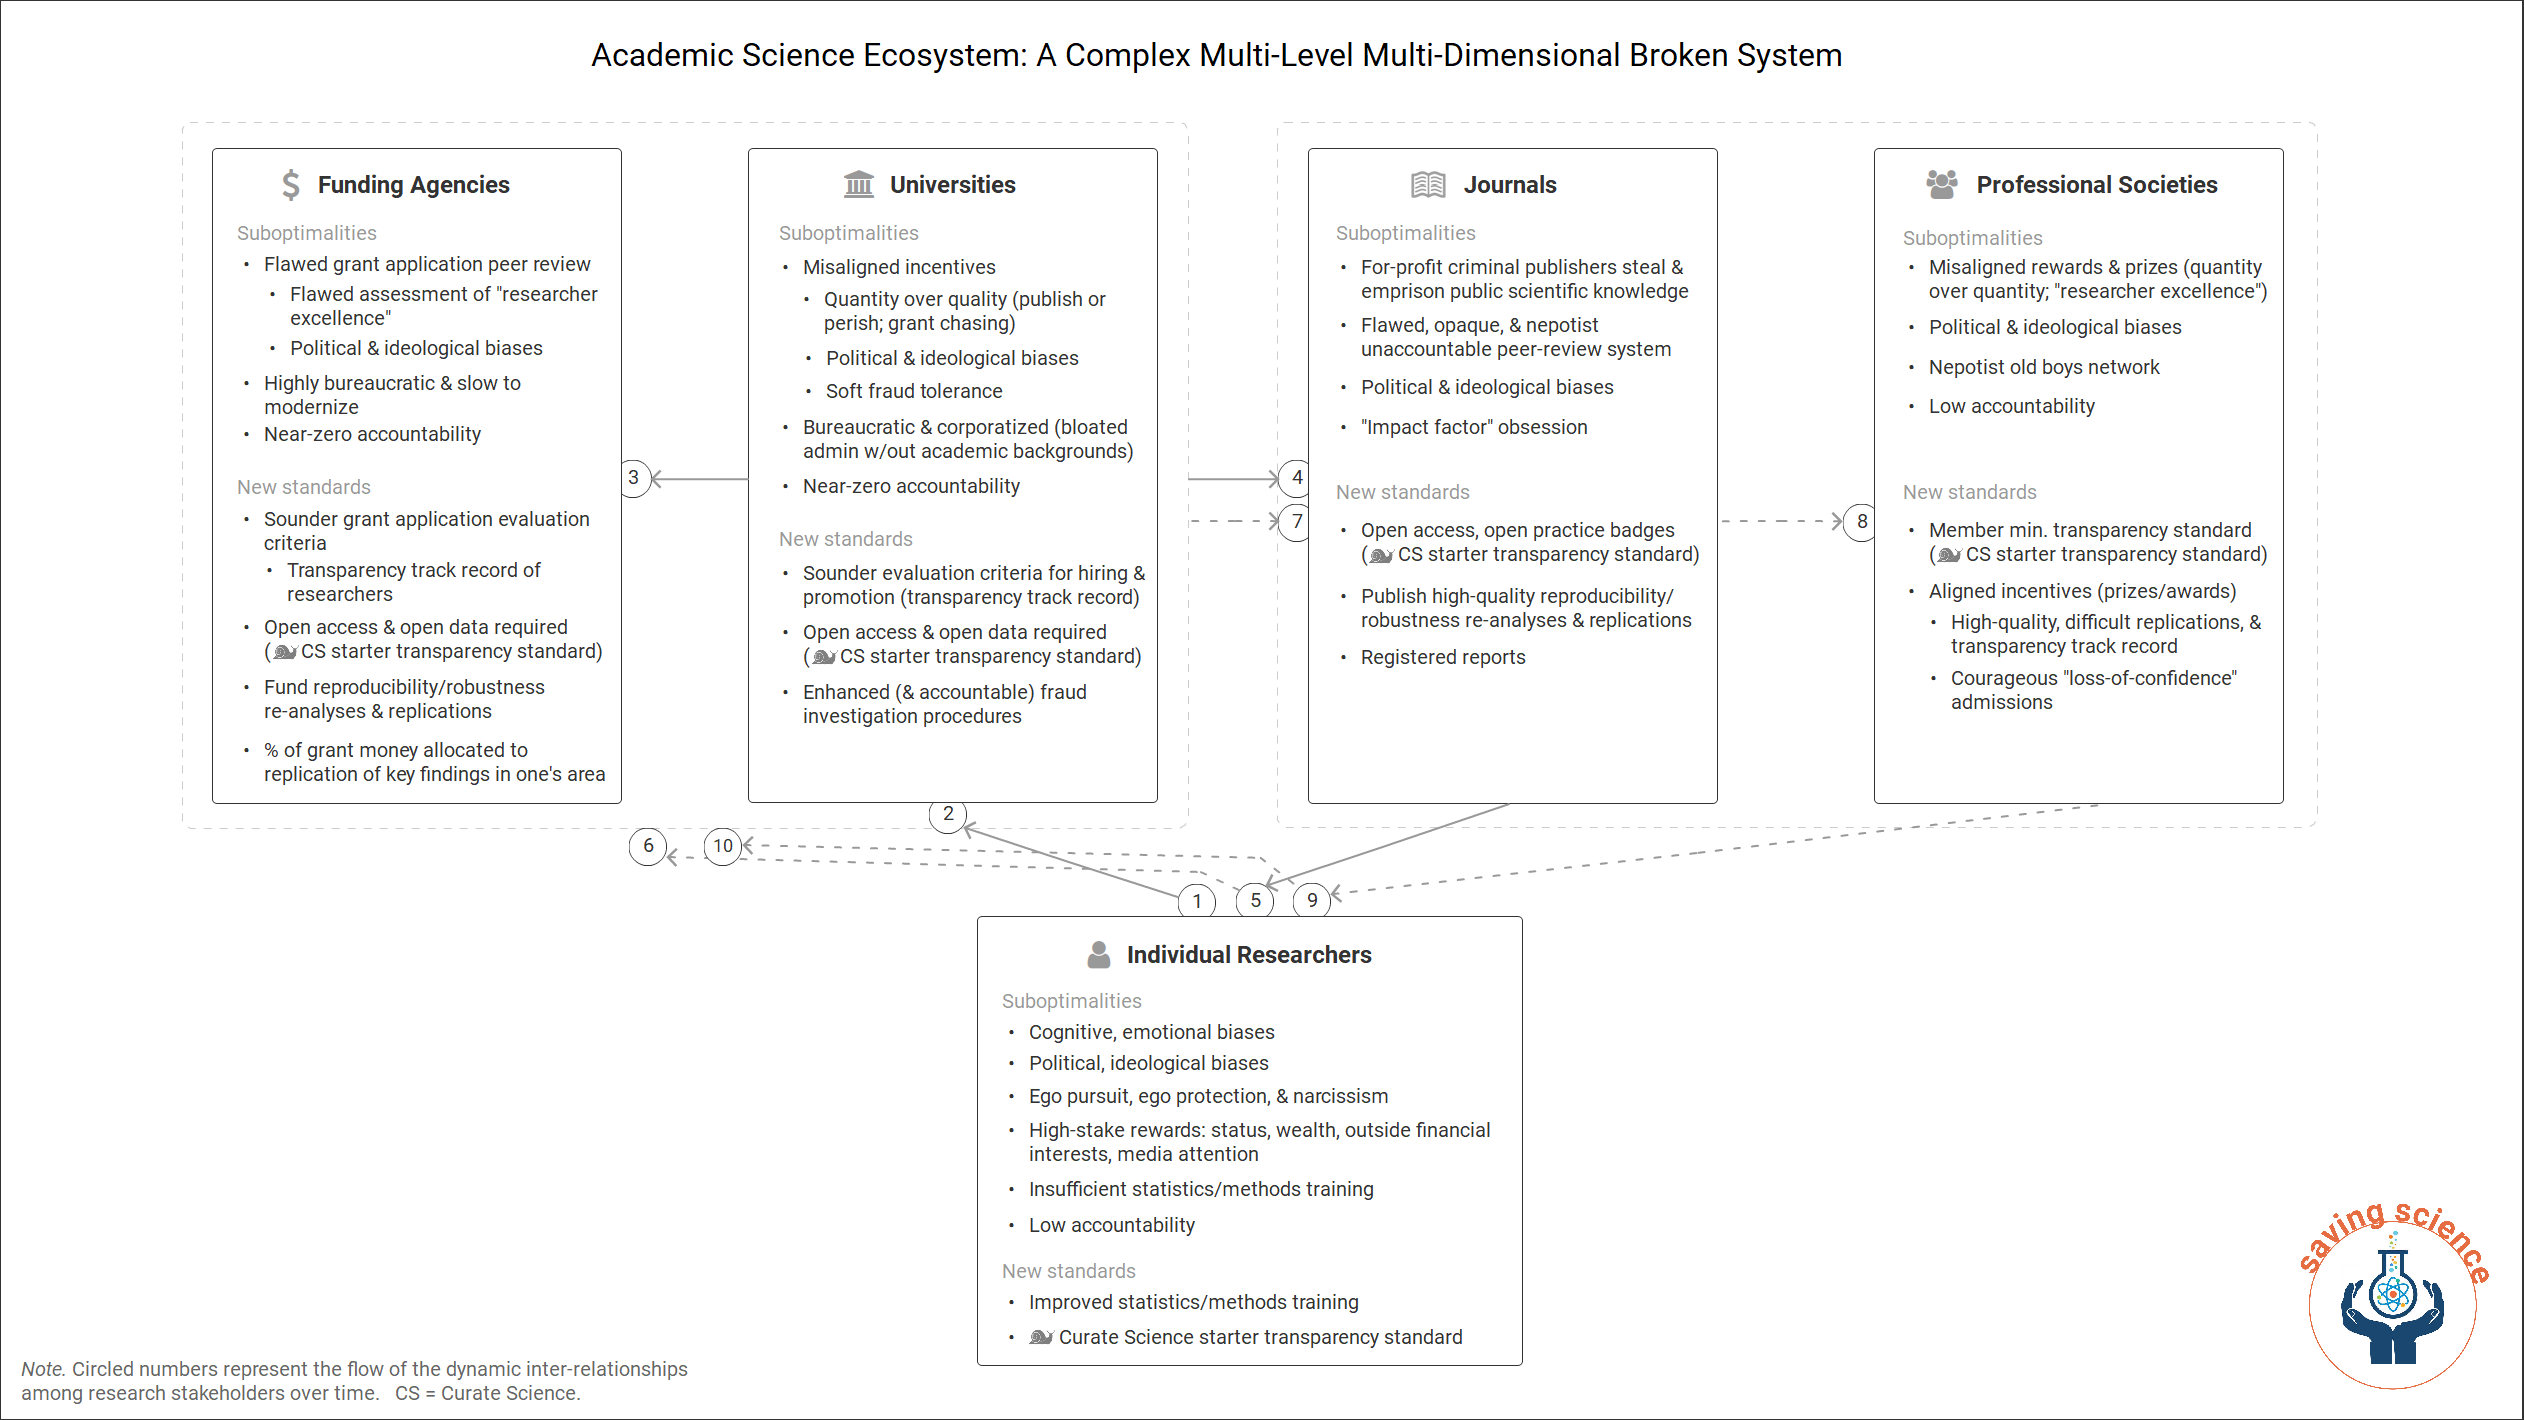 Academic Science Ecosystem: A Complex Multi-Level Multi-Dimensional Broken System
Funding Agencies
Suboptimalities
• Flawed grant application peer review
• Flawed assessment of "researcher
excellence"
• Political & ideological biases
• Highly bureaucratic & slow to
modernize
• Near-zero accountability
New standards
• Sounder grant application evaluation
criteria
• Transparency track record of
researchers
• Open access & open data required
( CS starter transparency standard)
• Fund reproducibility/robustness
re-analyses & replications
• % of grant money allocated to
replication of key findings in one's area
3
Universities
Suboptimalities
• Misaligned incentives
• Quantity over quality (publish or
perish; grant chasing)
• Political & ideological biases
• Soft fraud tolerance
• Bureaucratic & corporatized (bloated
admin w/out academic backgrounds)
• Near-zero accountability
New standards
• Sounder evaluation criteria for hiring &
promotion (transparency track record)
• Open access & open data required
( CS starter transparency standard)
• Enhanced (& accountable) fraud
investigation procedures
4
7
Journals
Suboptimalities
• For-profit criminal publishers steal &
emprison public scientific knowledge
• Flawed, opaque, & nepotist
unaccountable peer-review system
• Political & ideological biases
• "Impact factor" obsession
New standards
• Open access, open practice badges
( CS starter transparency standard)
• Publish high-quality reproducibility/
robustness re-analyses & replications
• Registered reports
8
Professional Societies
Suboptimalities
• Misaligned rewards & prizes (quantity
over quantity; "researcher excellence")
• Political & ideological biases
• Nepotist old boys network
• Low accountability
New standards
• Member min. transparency standard
( CS starter transparency standard)
• Aligned incentives (prizes/awards)
• High-quality, difficult replications, &
transparency track record
• Courageous "loss-of-confidence"
admissions
2
6
10
1
5
9
Individual Researchers
Suboptimalities
• Cognitive, emotional biases
• Political, ideological biases
• Ego pursuit, ego protection, & narcissism
• High-stake rewards: status, wealth, outside financial
interests, media attention
• Insufficient statistics/methods training
• Low accountability
New standards
• Improved statistics/methods training
• Curate Science starter transparency standard
Note. Circled numbers represent the flow of the dynamic inter-relationships
among research stakeholders over time. CS = Curate Science.
saving science